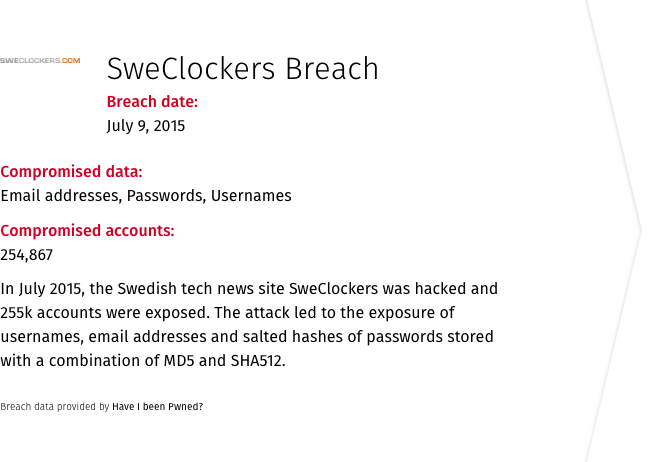 SWECLOCKERS.COM
SweClockers Breach
Breach date:
July 9, 2015
Compromised data:
Email addresses, Passwords, Usernames
Compromised accounts:
254,867
In July 2015, the Swedish tech news site SweClockers was hacked and
255k accounts were exposed. The attack led to the exposure of
usernames, email addresses and salted hashes of passwords stored
with a combination of MD5 and SHA512.
Breach data provided by Have I been Pwned?